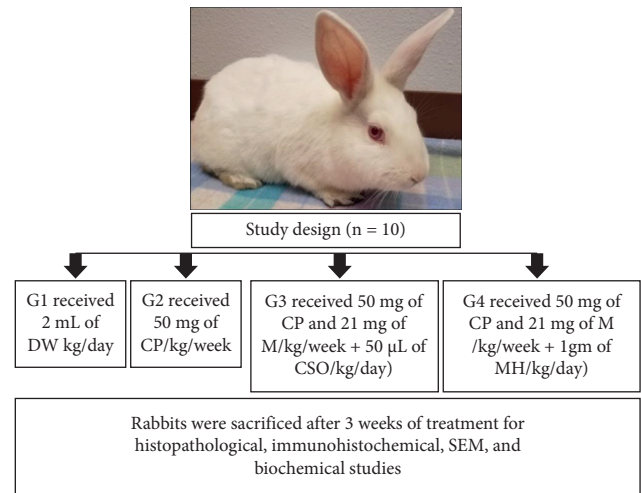 Study design (n = 10)
G1 received
2 mL of
DW kg/day
G2 received
50 mg of
CP/kg/week
G3 received 50 mg of
CP and 21 mg of
M/kg/week + 50 µL of
CSO/kg/day)
G4 received 50 mg of
CP and 21 mg of M
/kg/week + 1gm of
MH/kg/day)
Rabbits were sacrificed after 3 weeks of treatment for
histopathological, immunohistochemical, SEM, and
biochemical studies